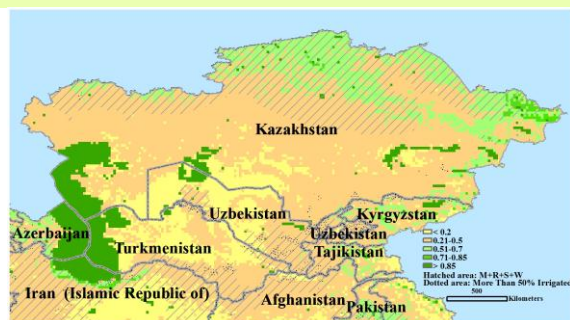 Kazakhstan
Uzbekistan
Kyrgyzstan
Azerbaijan
Uzbekistan
Turkmenistan
Tajikistan
Iran (Islamic Republic of)
Afghanistan
Pakistan
< 0.2
0.21-0.5
0.51-0.7
0.71-0.85
> 0.85
Hatched area: M+R+S+W
Dotted area: More Than 50% Irrigated
500
Kilometers